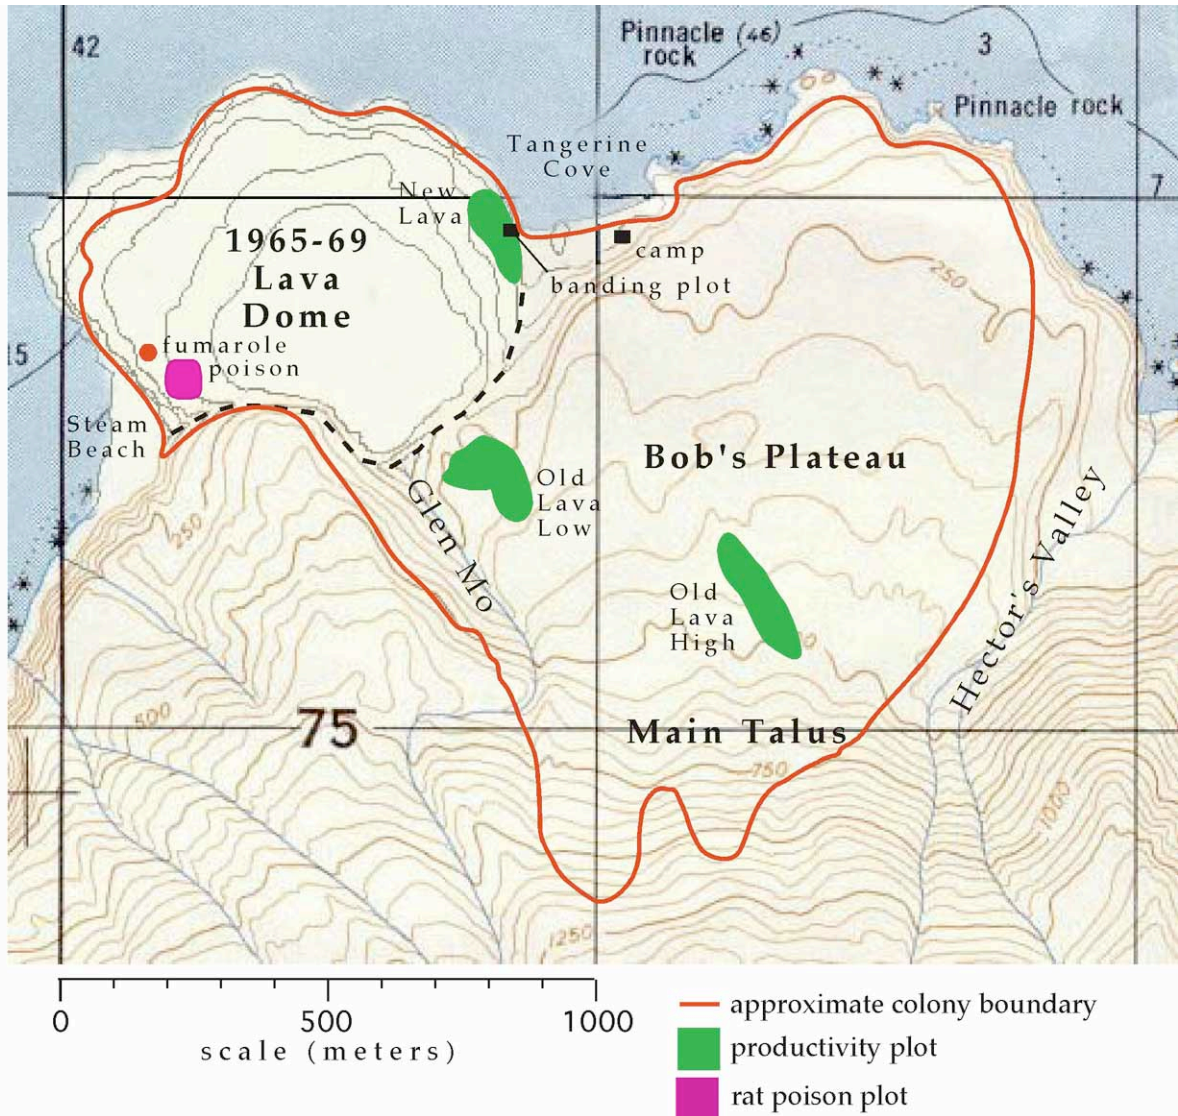 42
Pinnacle (46)
rock
3
Pinnacle rock
Tangerine
Cove
7
New
Lava
1965-69
Lava
Dome
camp
banding plot
250
15
fumarole
poison
Steam
Beach
Bob's Plateau
Old
Lava
Low
Glen Mo
250
Hector's Valley
Old
Lava
High
500
75
Main Talus
750
1000
1250
0
500
1000
scale (meters)
approximate colony boundary
productivity plot
rat poison plot